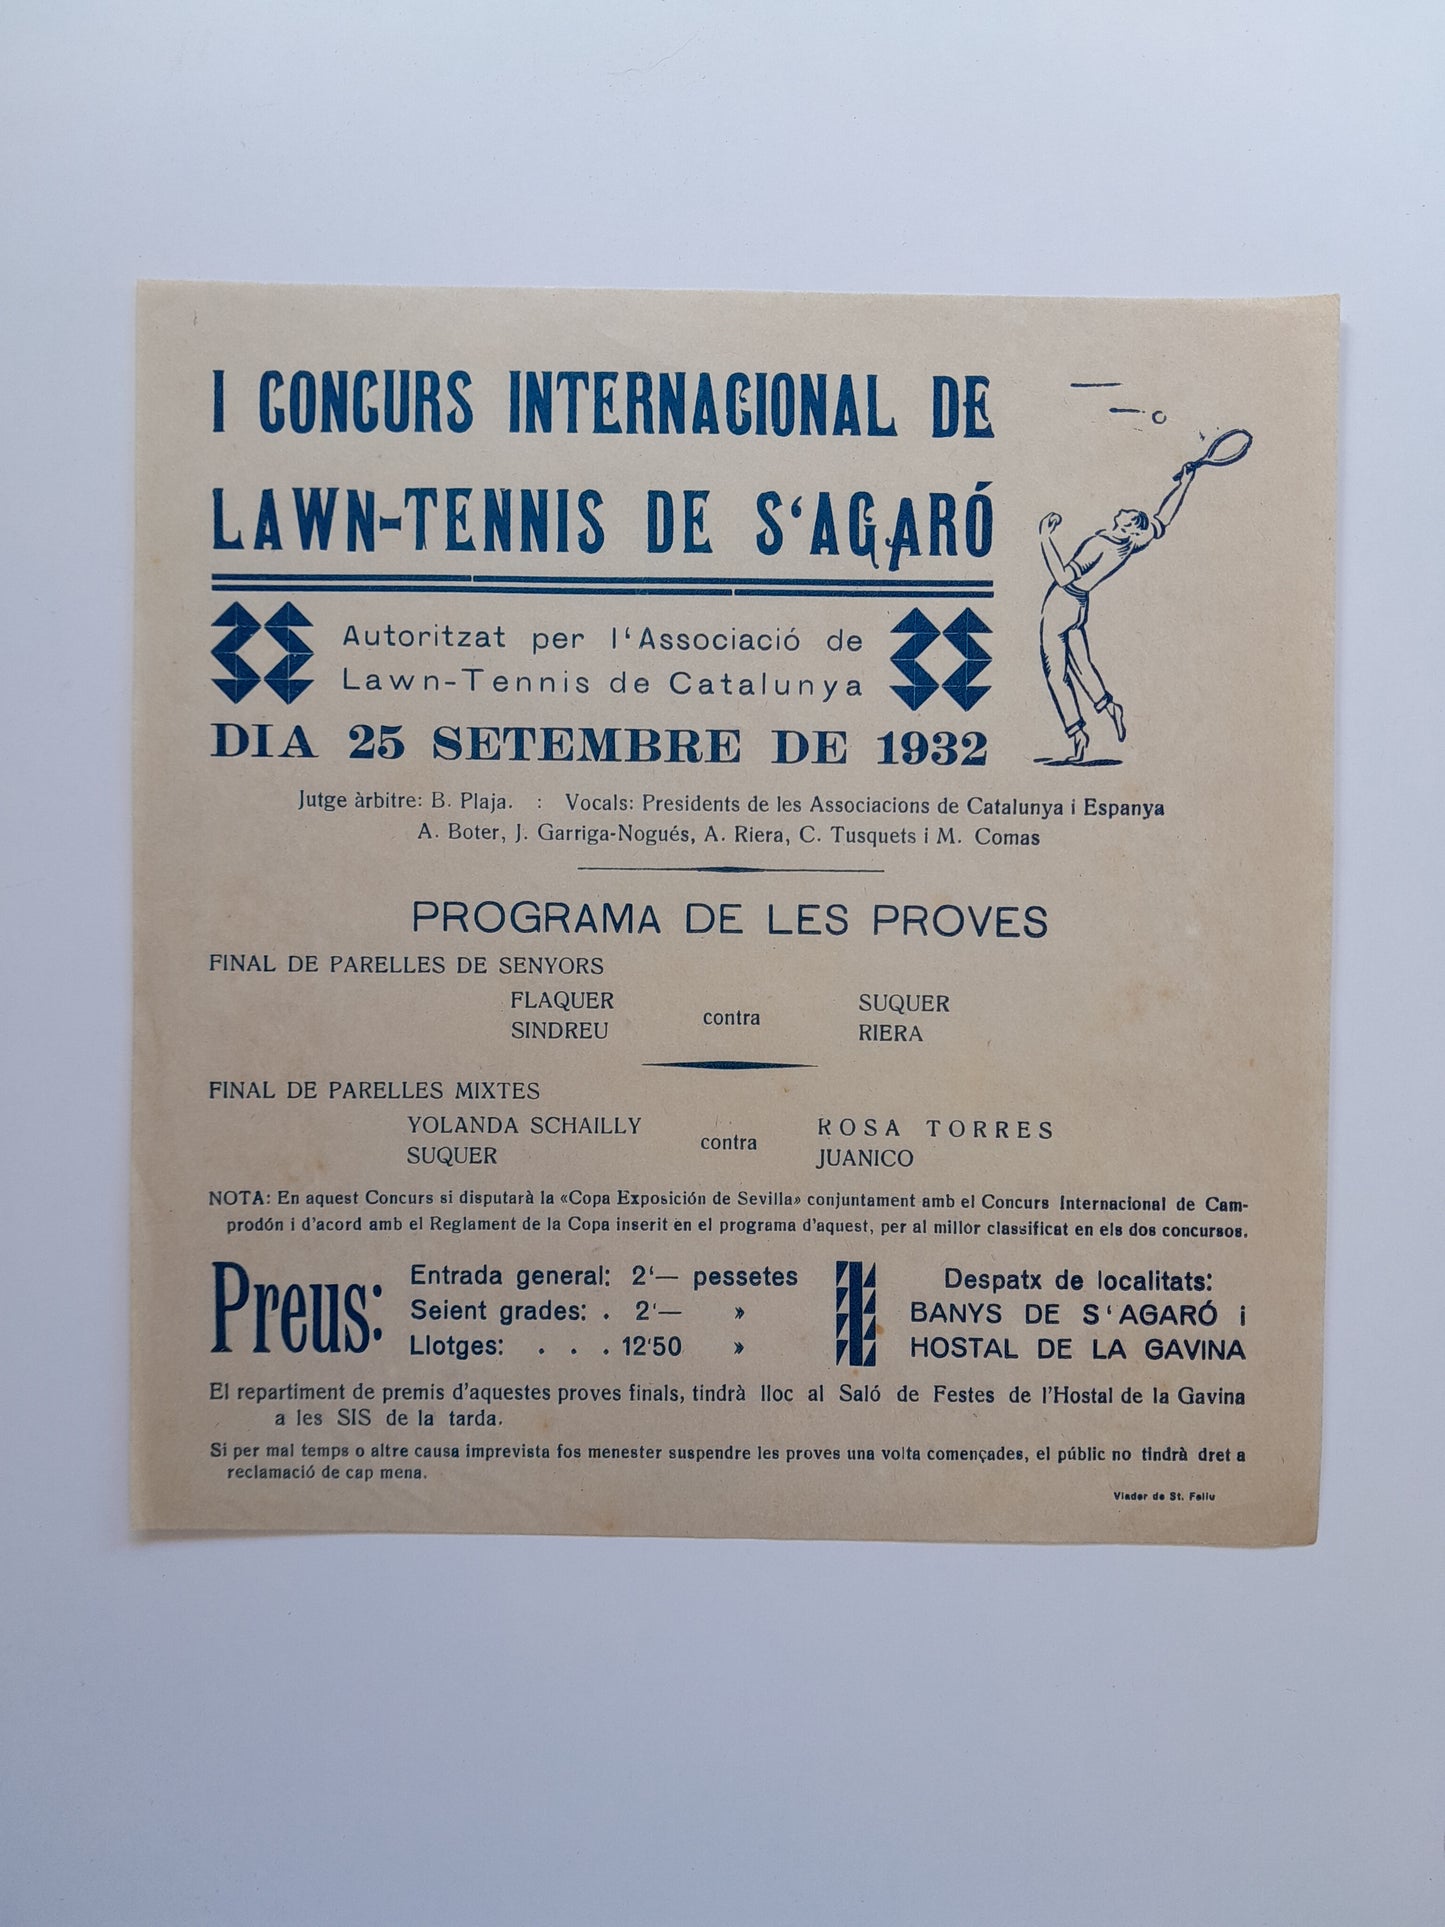 I CONCURS INTERNACIONAL DE
LAWN-TENNIS DE S'AGARÓ
Autoritzat per l'Associació de
Lawn-Tennis de Catalunya
DIA 25 SETEMBRE DE 1932
Jutge àrbitre: B. Plaja. : Vocals: Presidents de les Associacions de Catalunya i Espanya
A. Boter, J. Garriga-Nogués, A. Riera, C. Tusquets i M. Comas
PROGRAMA DE LES PROVES
FINAL DE PARELLES DE SENYORS
FLAQUER
SINDREU
contra
SUQUER
RIERA
FINAL DE PARELLES MIXTES
YOLANDA SCHAILLY
SUQUER
contra
ROSA TORRES
JUANICO
NOTA: En aquest Concurs si disputarà la «Copa Exposición de Sevilla» conjuntament amb el Concurs Internacional de Cam-
prodón i d'acord amb el Reglament de la Copa inserit en el programa d'aquest, per al millor classificat en els dos concursos.
Preus:
Entrada general: 2'— pessetes
Seient grades: . 2'— »
Llotges: . . . 12'50 »
Despatx de localitats:
BANYS DE S'AGARÓ i
HOSTAL DE LA GAVINA
El repartiment de premis d'aquestes proves finals, tindrà lloc al Saló de Festes de l'Hostal de la Gavina
a les SIS de la tarda.
Si per mal temps o altre causa imprevista fos menester suspendre les proves una volta començades, el públic no tindrà dret a
reclamació de cap mena.
Viader de St. Feliu